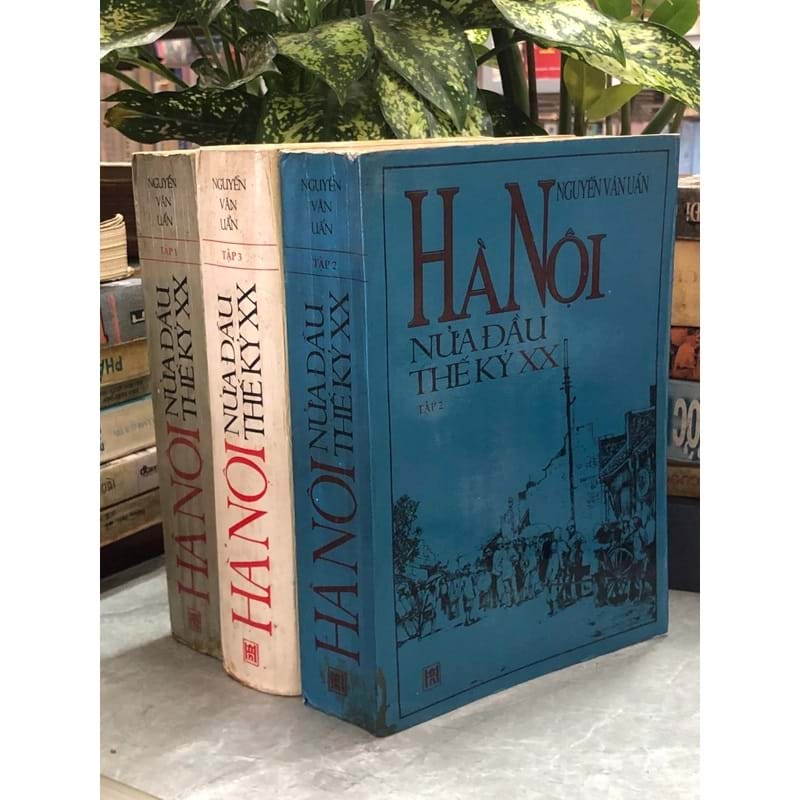 NGUYỄN
VĂN
UẨN
TẬP 1
HÀ NỘI NỬA ĐẦU
THẾ KỶ XX
NGUYỄN
VĂN
UẨN
TẬP 3
HÀ NỘI NỬA ĐẦU
THẾ KỶ XX
NGUYỄN
VĂN
UẨN
TẬP 2
HÀ NỘI NỬA ĐẦU
THẾ KỶ XX
NGUYỄN VĂN UẨN
HÀ NỘI
NỬA ĐẦU
THẾ KỶ XX
TẬP 2